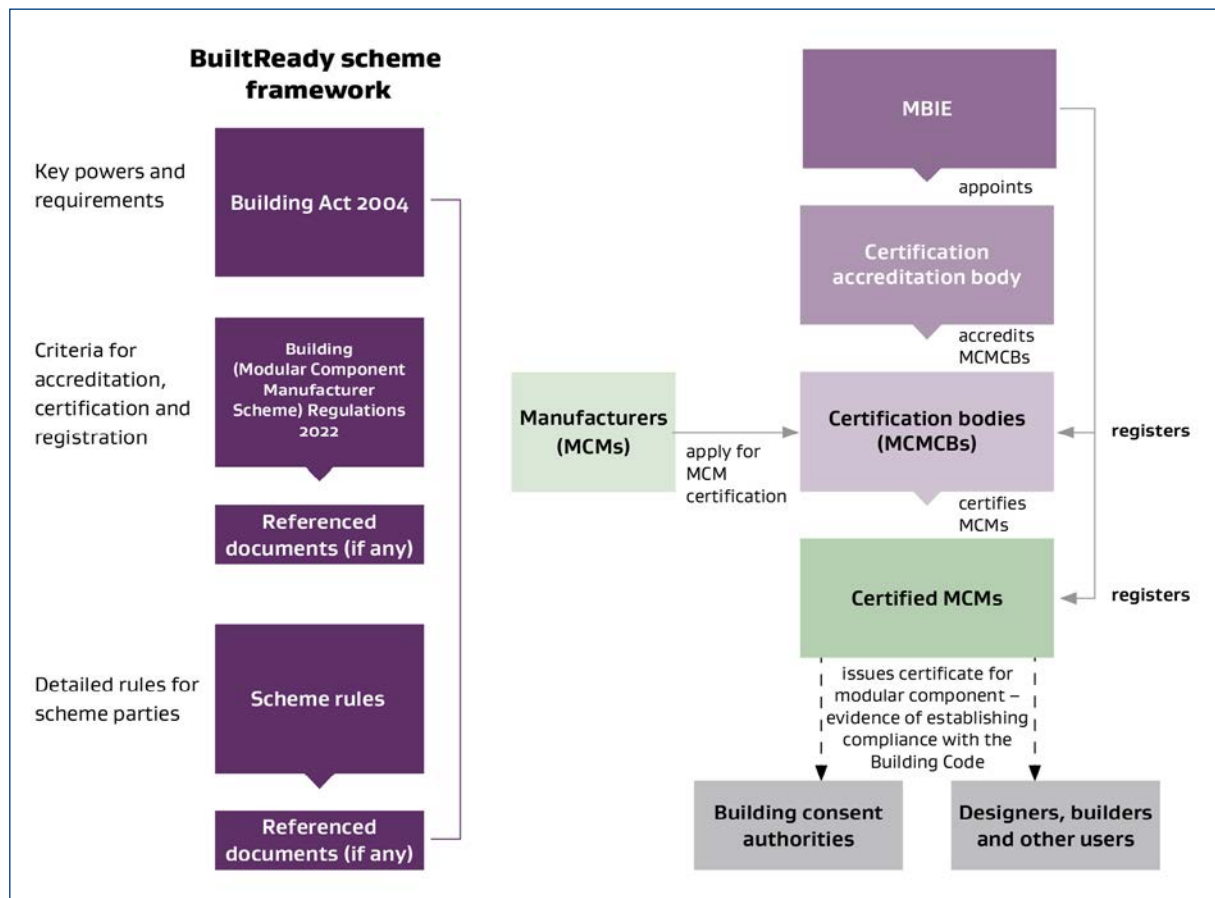 BuiltReady scheme
framework
Key powers and
requirements
Building Act 2004
Criteria for
accreditation,
certification and
registration
Building
(Modular Component
Manufacturer
Scheme) Regulations
2022
Referenced
documents (if any)
Detailed rules for
scheme parties
Scheme rules
Referenced
documents (if any)
MBIE
appoints
Certification
accreditation body
accredits
MCMCBs
Manufacturers
(MCMs)
apply for
MCM
certification
Certification bodies
(MCMCBs)
registers
certifies
MCMs
Certified MCMs
registers
issues certificate for
modular component –
evidence of establishing
compliance with the
Building Code
Building consent
authorities
Designers, builders
and other users